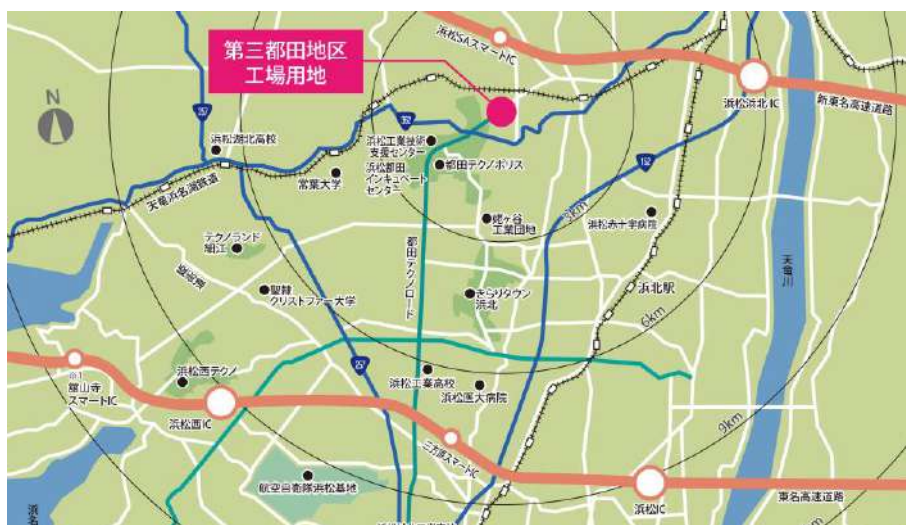 第三都田地区
工場用地
浜松SAスマートIC
浜松浜北IC
新東名高速道路
N
257
362
152
浜松湖北高校
浜松工業技術
支援センター
都田テクノポリス
浜松都田
インキュベート
センター
常葉大学
天竜浜名湖鉄道
姥ヶ谷
工業団地
3km
浜松赤十字病院
天竜川
テクノランド
細江
都田テクノロード
聖隷
クリストファー大学
きらりタウン
浜北
浜北駅
6km
257
浜松西テクノ
浜松工業高校
浜松医大病院
※1
舘山寺
スマートIC
浜松西IC
9km
三方原スマートIC
航空自衛隊浜松基地
浜松IC
東名高速道路